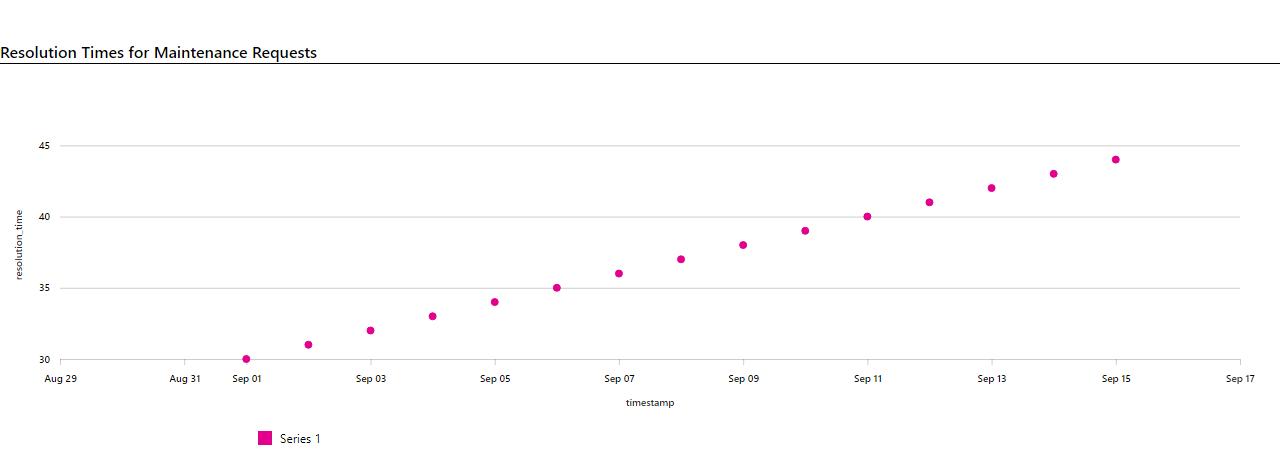 Resolution Times for Maintenance Requests
45
40
35
30
resolution_time
Aug 29 Aug 31 Sep 01 Sep 03 Sep 05 Sep 07 Sep 09 Sep 11 Sep 13 Sep 15 Sep 17
timestamp
Series 1